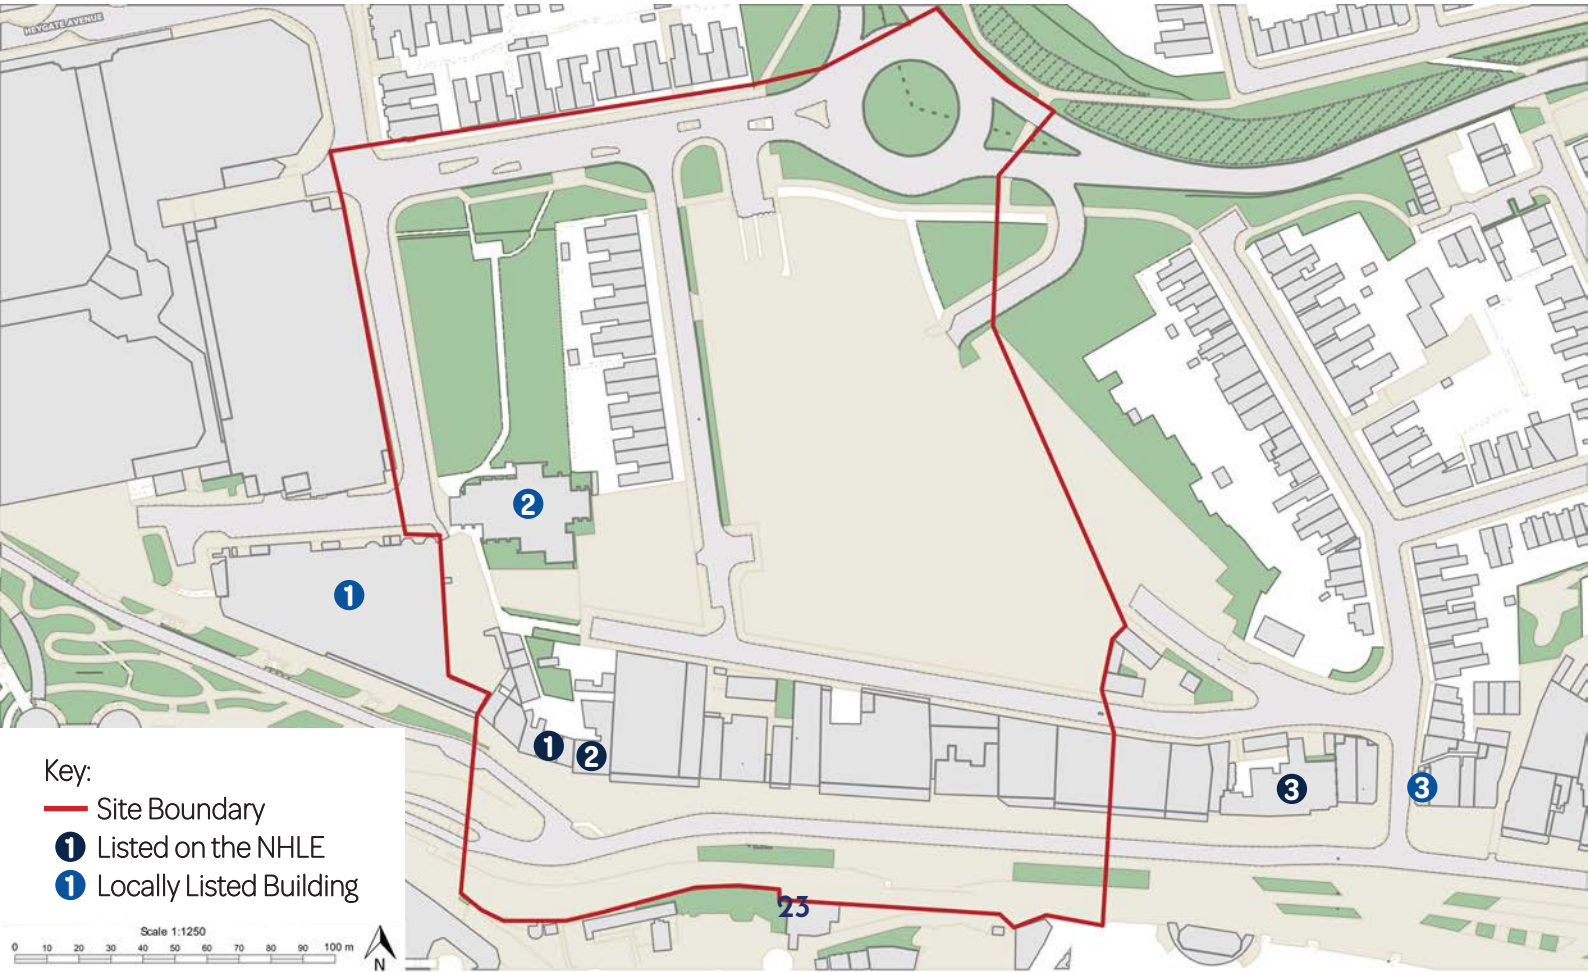 HEYGATE AVENUE
2
1
1
2
3
3
23
Key:
Site Boundary
1 Listed on the NHLE
1 Locally Listed Building
Scale 1:1250
0 10 20 30 40 50 60 70 80 90 100 m
N